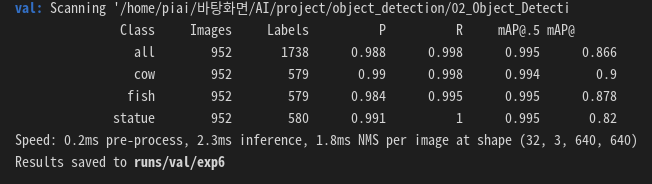 val: Scanning '/home/piai/바탕화면/AI/project/object_detection/02_Object_Detecti
Class Images Labels P R mAP@.5 mAP@
all 952 1738 0.988 0.998 0.995 0.866
cow 952 579 0.99 0.998 0.994 0.9
fish 952 579 0.984 0.995 0.995 0.878
statue 952 580 0.991 1 0.995 0.82
Speed: 0.2ms pre-process, 2.3ms inference, 1.8ms NMS per image at shape (32, 3, 640, 640)
Results saved to runs/val/exp6